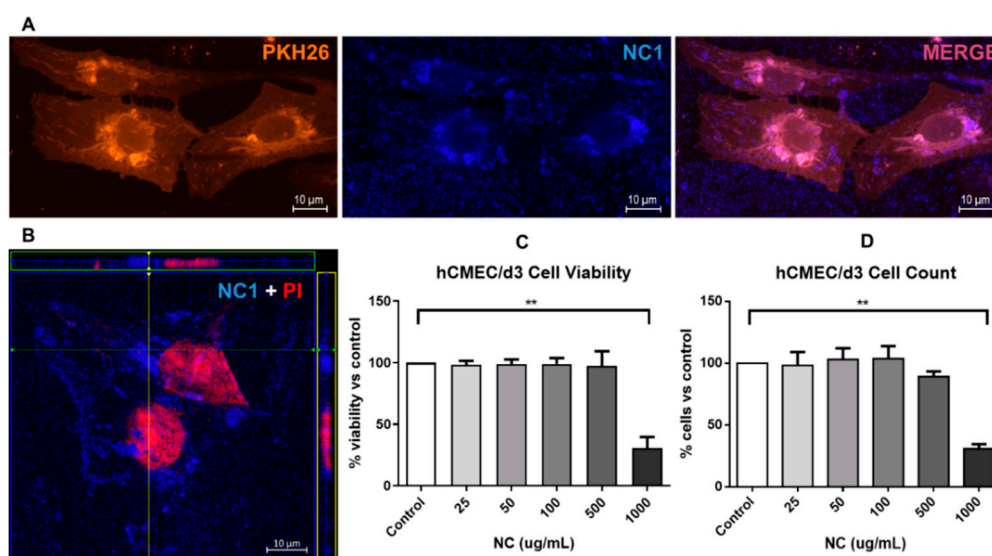 A
PKH26
10 µm
NC1
10 µm
MERGE
10 µm
B
NC1 + PI
10 µm
C
hCMEC/d3 Cell Viability
% viability vs control
150
100
50
0
**
Control
25
50
100
500
1000
NC (ug/mL)
D
hCMEC/d3 Cell Count
% cells vs control
150
100
50
0
**
Control
25
50
100
500
1000
NC (ug/mL)